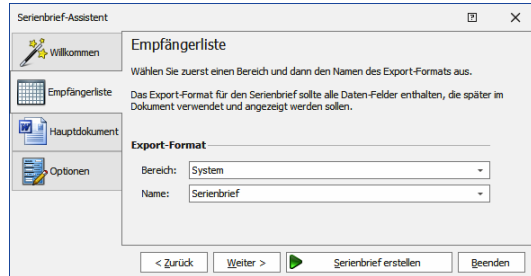 Serienbrief-Assistent
Willkommen
Empfängerliste
Hauptdokument
Optionen
Empfängerliste
Wählen Sie zuerst einen Bereich und dann den Namen des Export-Formats aus.
Das Export-Format für den Serienbrief sollte alle Daten-Felder enthalten, die später im
Dokument verwendet und angezeigt werden sollen.
Export-Format
Bereich: System
Name: Serienbrief
< Zurück Weiter > Serienbrief erstellen Beenden